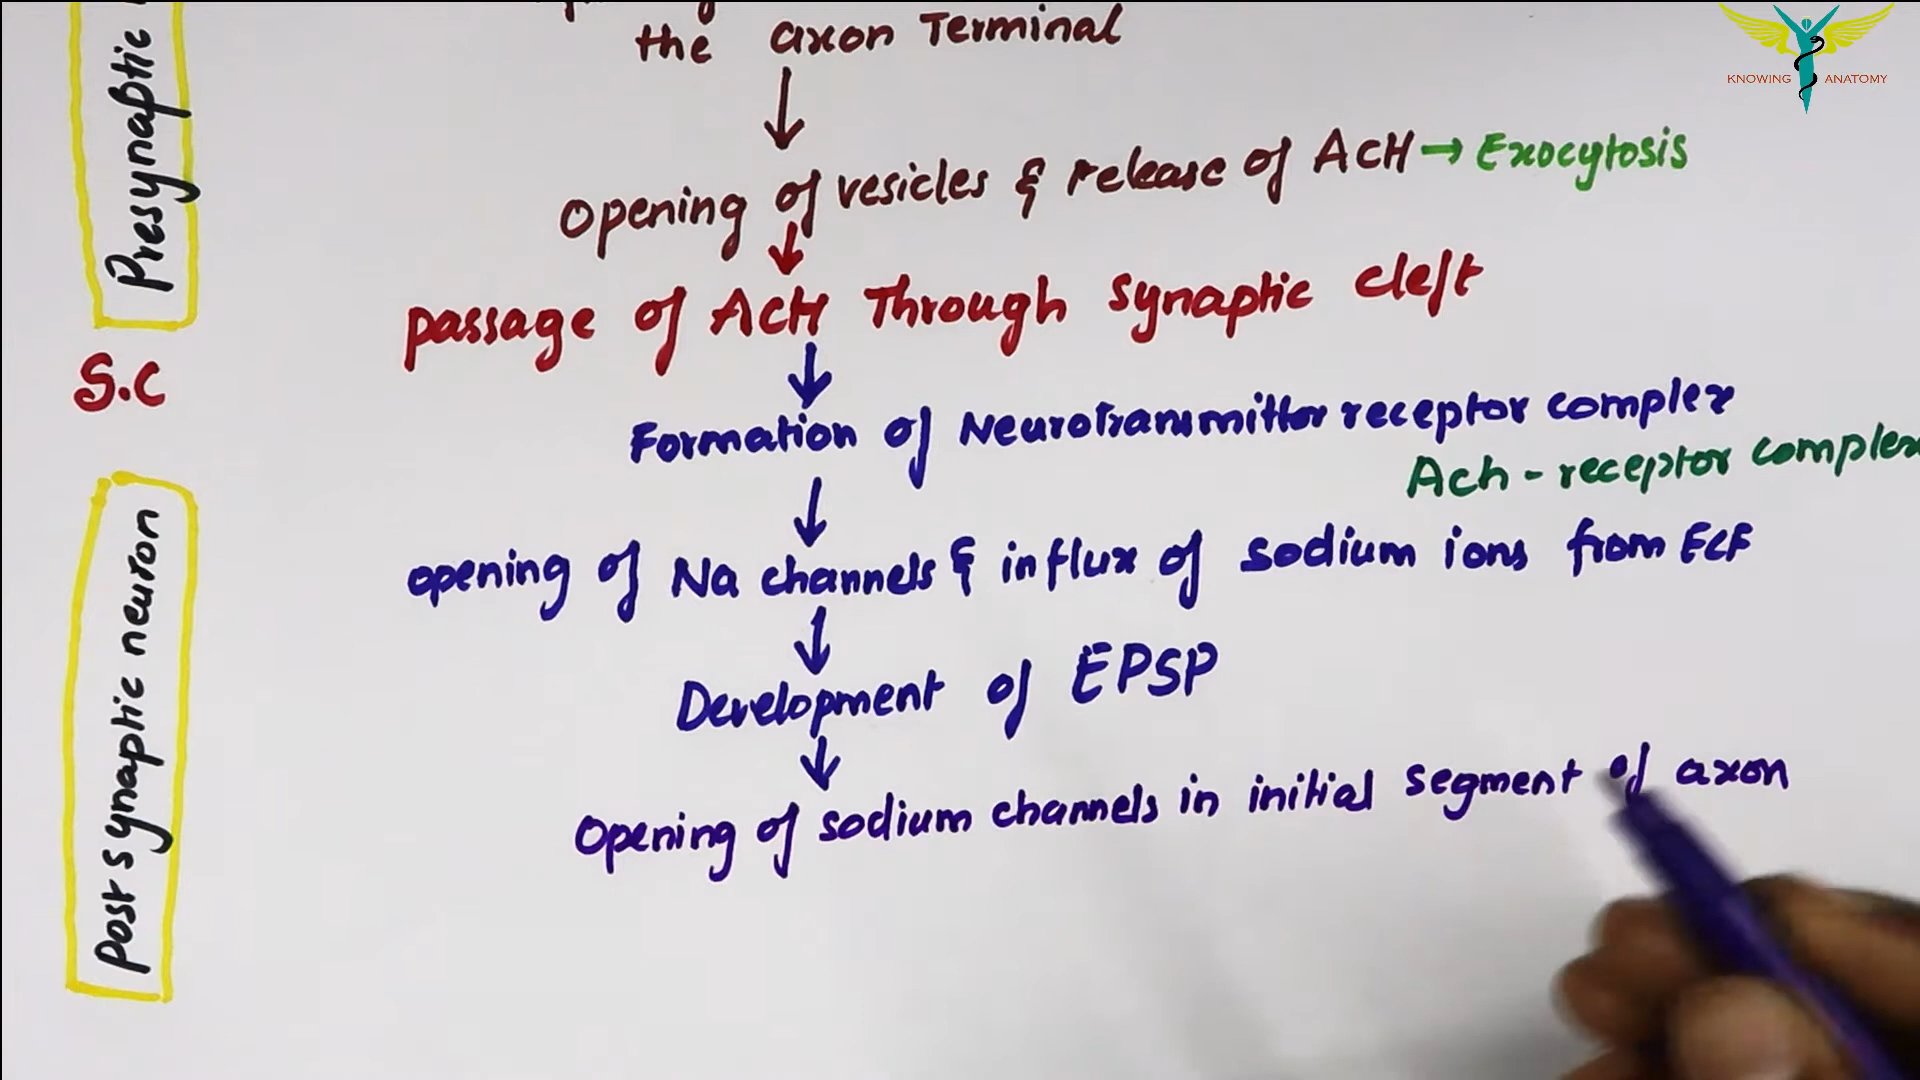 the axon Terminal
KNOWING ANATOMY
Presynaptic
Opening of vesicles & release of AcH → Exocytosis
passage of AcH Through synaptic cleft
S.C
Formation of Neurotransmitter receptor complex
Ach - receptor complex
opening of Na channels & influx of sodium ions from ECF
Post synaptic neuron
Development of EPSP
Opening of sodium channels in initial segment of axon